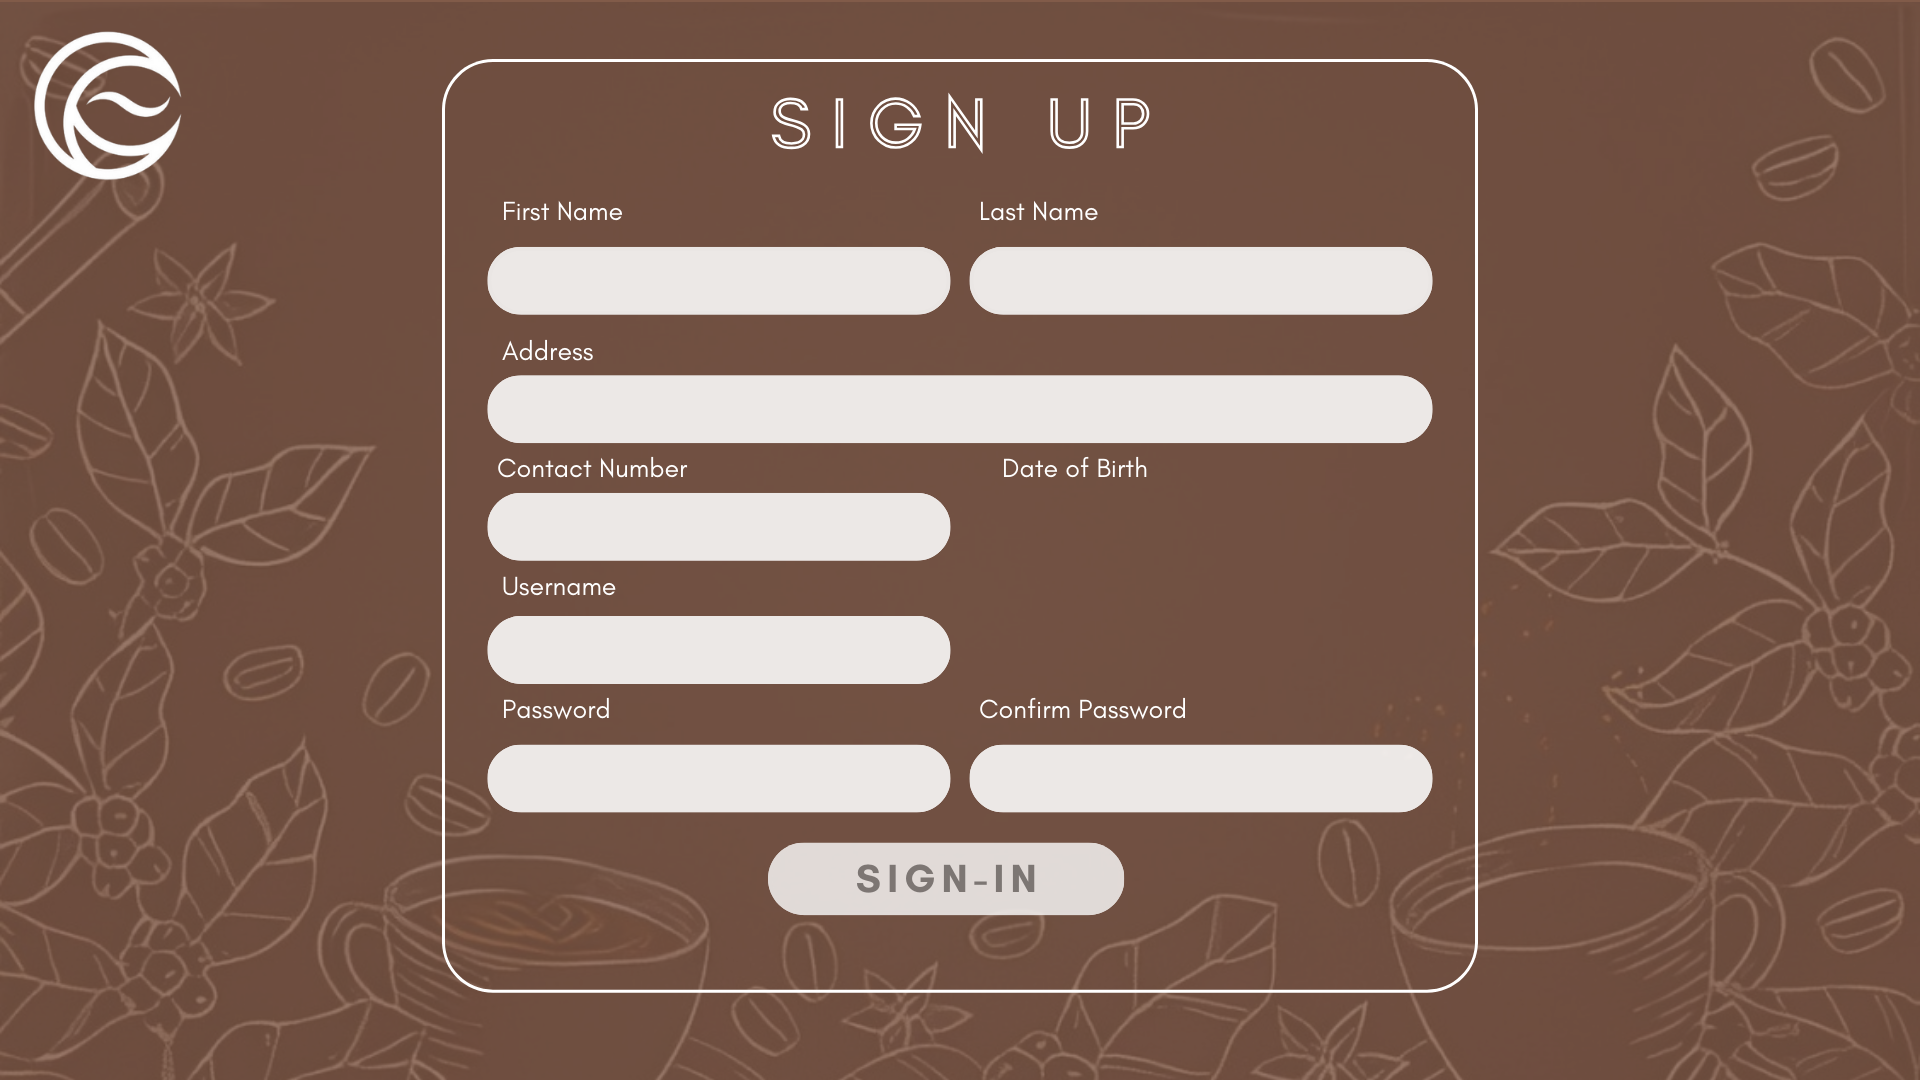 SIGN UP
First Name
Last Name
Address
Contact Number
Date of Birth
Username
Password
Confirm Password
SIGN-IN